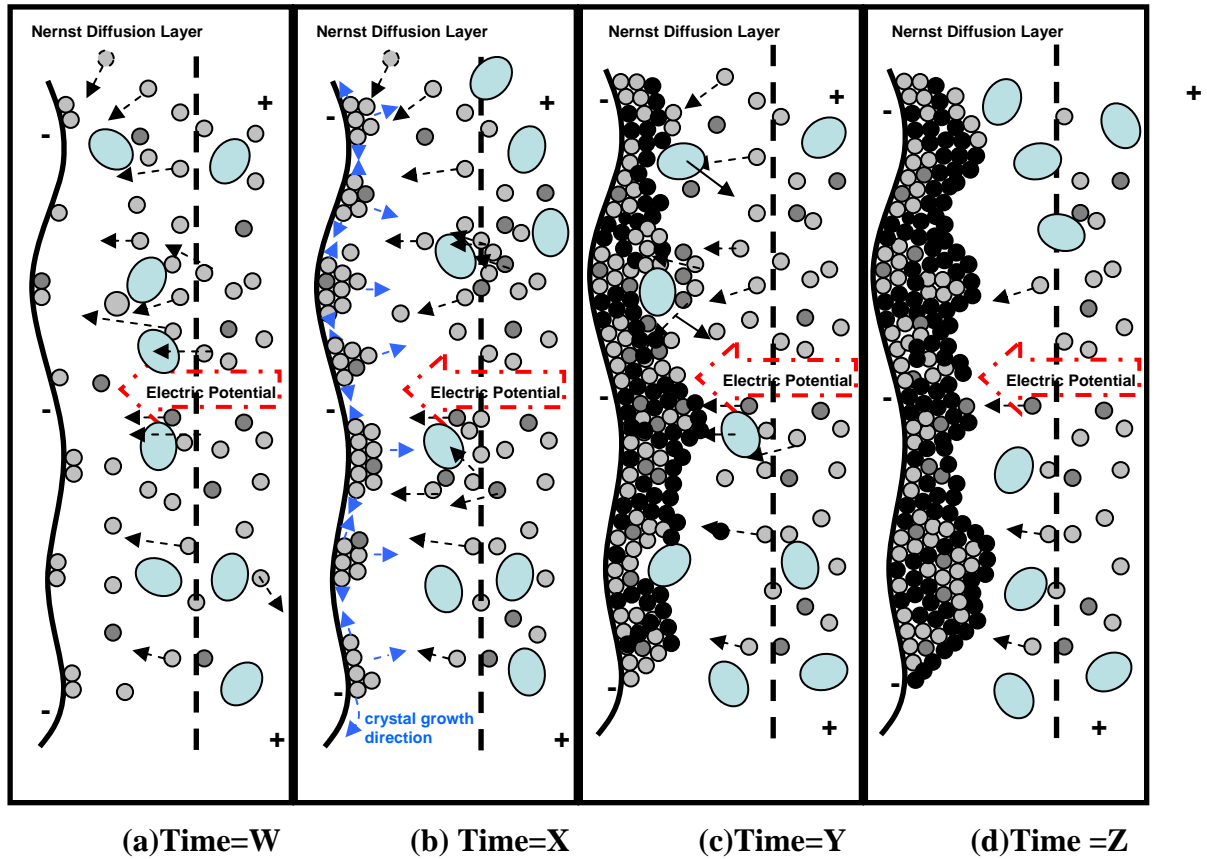 Nernst Diffusion Layer
+
-
Electric Potential
-
-
+
Nernst Diffusion Layer
+
-
Electric Potential
-
-
crystal growth
direction
+
Nernst Diffusion Layer
+
-
Electric Potential
-
-
+
Nernst Diffusion Layer
+
-
Electric Potential
-
-
+
(a)Time=W
(b) Time=X
(c)Time=Y
(d)Time =Z